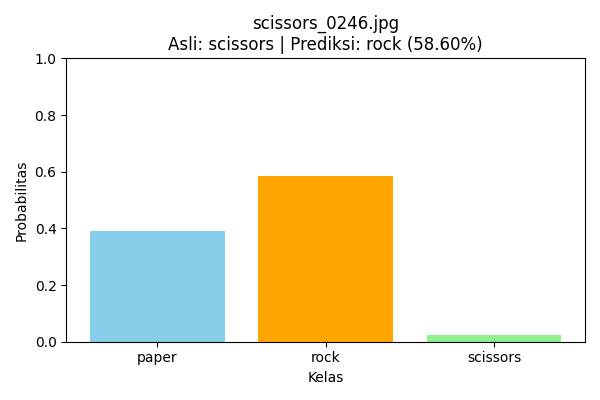 scissors_0246.jpg
Asli: scissors | Prediksi: rock (58.60%)
1.0
0.8
0.6
0.4
0.2
0.0
Probabilitas
paper rock scissors
Kelas